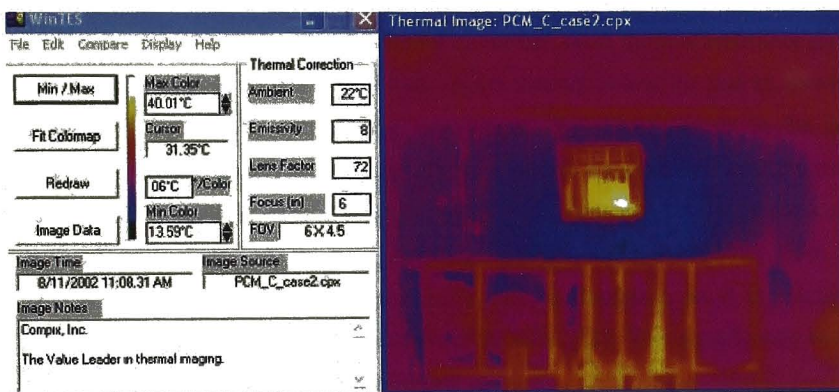 WinTES
File Edit Compare Display Help
Min / Max
Fit Colormap
Redraw
Image Data
Max Color
40.01°C
Cursor
31.35°C
06°C °/Color
Min Color
13.59°C
Thermal Correction
Ambient 22°C
Emissivity 8
Lens Factor 72
Focus (in) 6
FOV 6 X 4.5
Image Time
8/11/2002 11:08.31 AM
Image Source
PCM_C_case2.cpx
Image Notes
Compix, Inc.
The Value Leader in thermal imaging.
Thermal Image: PCM_C_case2.cpx